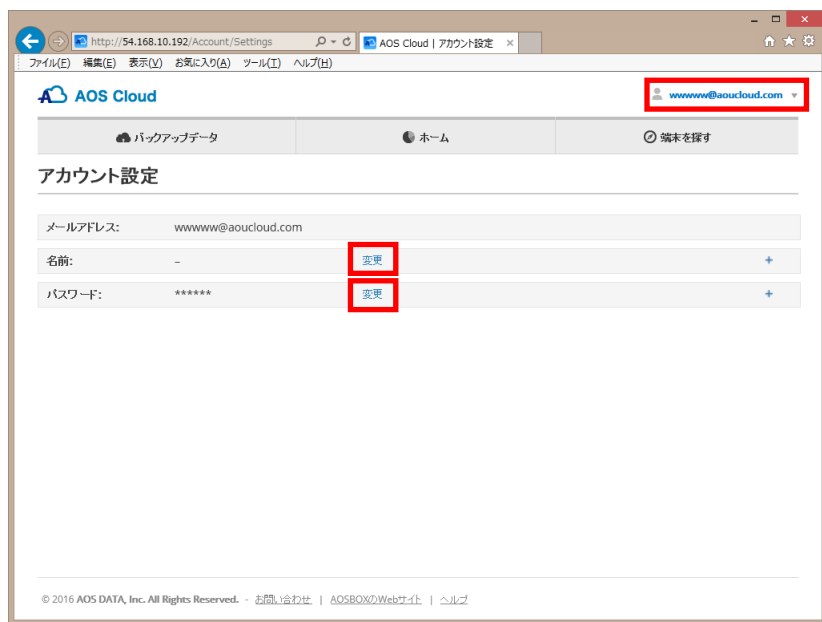 http://54.168.10.192/Account/Settings
AOS Cloud | アカウント設定
ファイル(F) 編集(E) 表示(V) お気に入り(A) ツール(T) ヘルプ(H)
AOS Cloud
wwwww@aoucloud.com
バックアップデータ
ホーム
端末を探す
アカウント設定
メールアドレス: wwwww@aoucloud.com
名前: – 変更 +
パスワード: ****** 変更 +
© 2016 AOS DATA, Inc. All Rights Reserved. - お問い合わせ | AOSBOXのWebサイト | ヘルプ